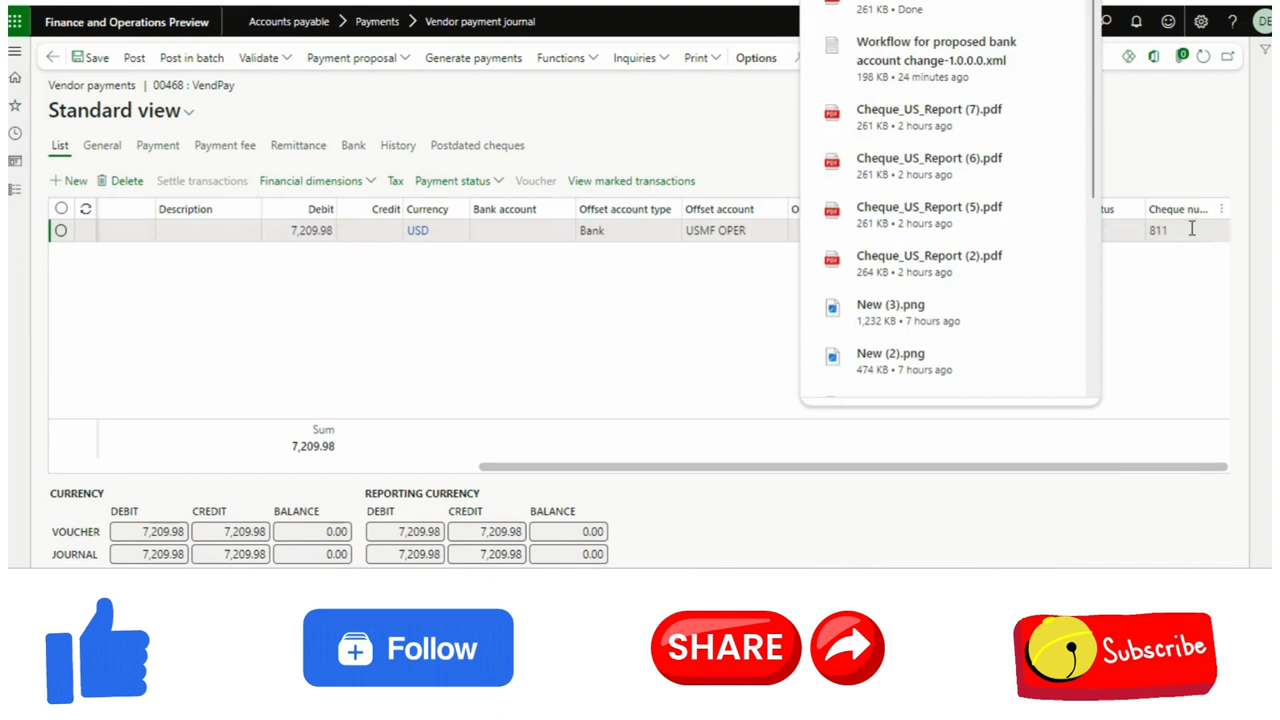 Finance and Operations Preview
Accounts payable > Payments > Vendor payment journal
? DE
Save Post Post in batch Validate Payment proposal Generate payments Functions Inquiries Print Options
Vendor payments | 00468 : VendPay
Standard view
List General Payment Payment fee Remittance Bank History Postdated cheques
+ New Delete Settle transactions Financial dimensions Tax Payment status Voucher View marked transactions
Description Debit Credit Currency Bank account Offset account type Offset account O tus Cheque nu...
7,209.98 USD Bank USMF OPER 811
261 KB • Done
Workflow for proposed bank
account change-1.0.0.0.xml
198 KB • 24 minutes ago
Cheque_US_Report (7).pdf
261 KB • 2 hours ago
Cheque_US_Report (6).pdf
261 KB • 2 hours ago
Cheque_US_Report (5).pdf
261 KB • 2 hours ago
Cheque_US_Report (2).pdf
264 KB • 2 hours ago
New (3).png
1,232 KB • 7 hours ago
New (2).png
474 KB • 7 hours ago
Sum
7,209.98
CURRENCY REPORTING CURRENCY
DEBIT CREDIT BALANCE DEBIT CREDIT BALANCE
VOUCHER 7,209.98 7,209.98 0.00 7,209.98 7,209.98 0.00
JOURNAL 7,209.98 7,209.98 0.00 7,209.98 7,209.98 0.00
Follow
SHARE
Subscribe